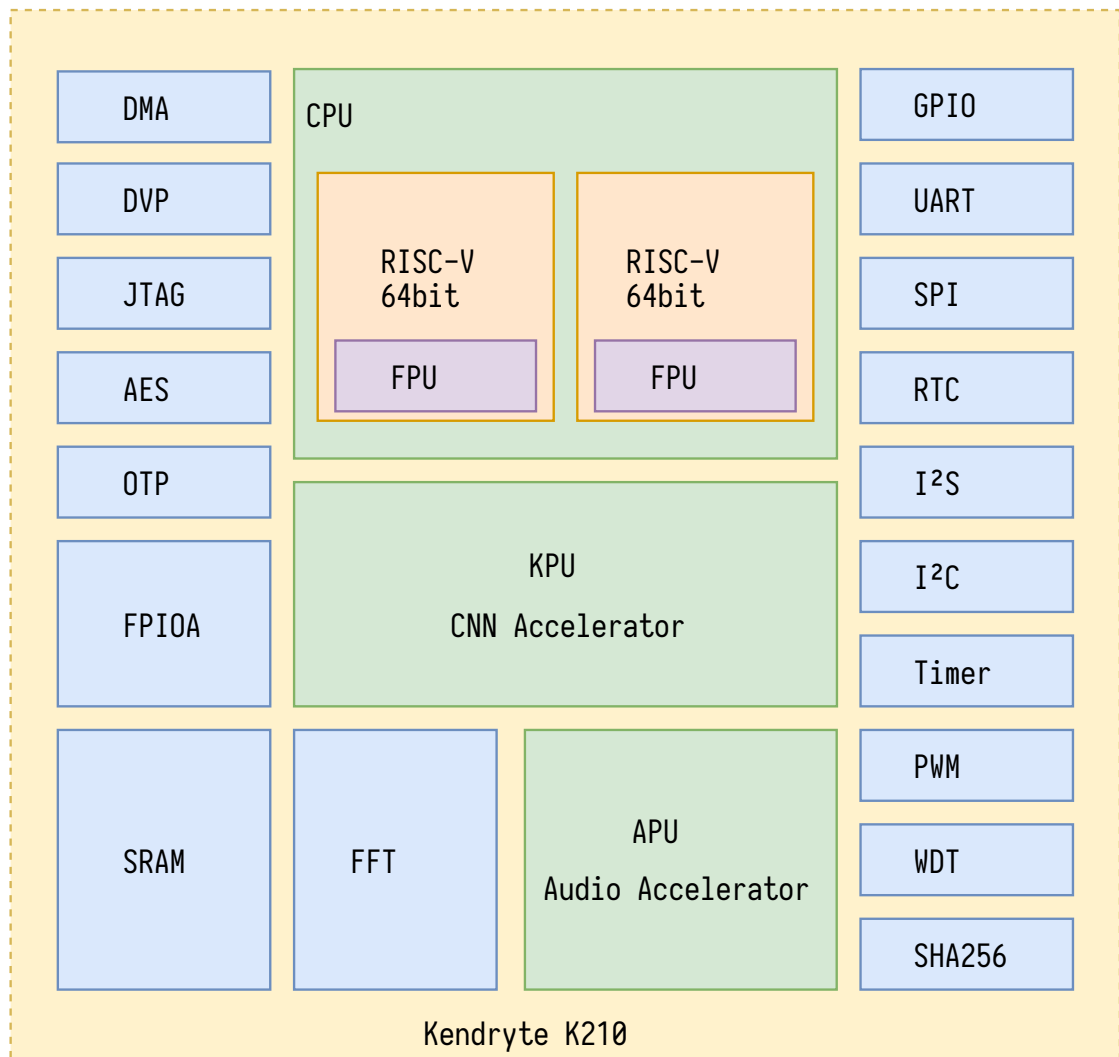 DMA
DVP
JTAG
AES
OTP
FPIOA
SRAM
CPU
RISC-V
64bit
FPU
RISC-V
64bit
FPU
KPU
CNN Accelerator
FFT
APU
Audio Accelerator
GPIO
UART
SPI
RTC
I²S
I²C
Timer
PWM
WDT
SHA256
Kendryte K210